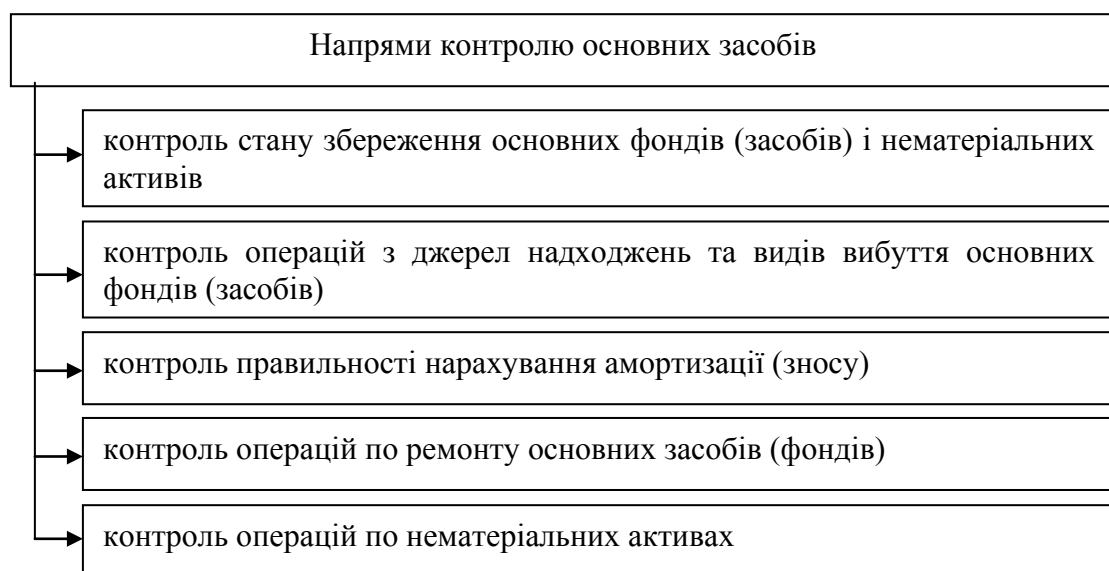 Напрями контролю основних засобів
контроль стану збереження основних фондів (засобів) і нематеріальних
активів
контроль операцій з джерел надходжень та видів вибуття основних
фондів (засобів)
контроль правильності нарахування амортизації (зносу)
контроль операцій по ремонту основних засобів (фондів)
контроль операцій по нематеріальних активах